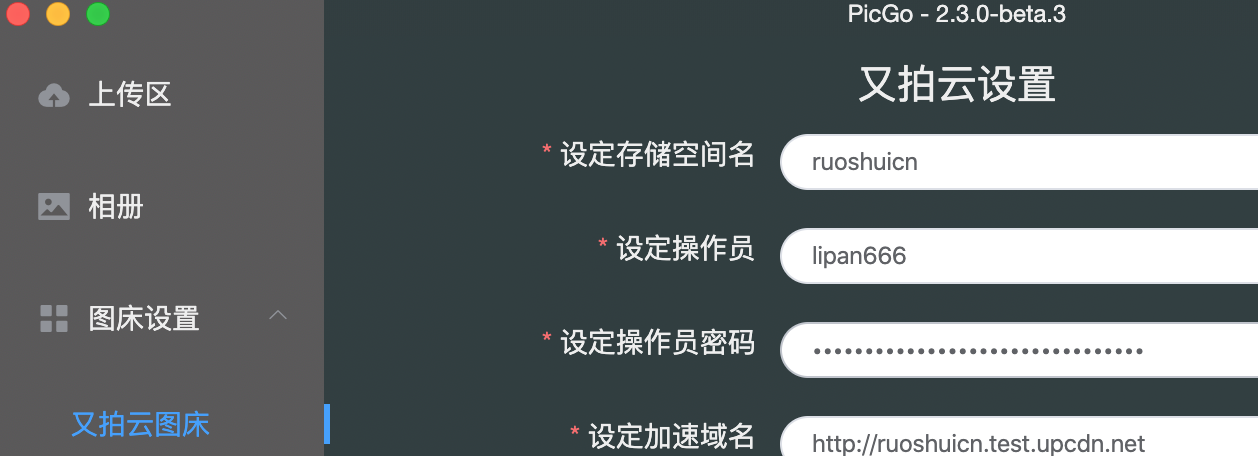 PicGo - 2.3.0-beta.3
上传区
相册
图床设置
又拍云图床
又拍云设置
* 设定存储空间名 ruoshuicn
* 设定操作员 lipan666
* 设定操作员密码 ••••••••••••••••••••••••••••••••
* 设定加速域名 http://ruoshuicn.test.upcdn.net